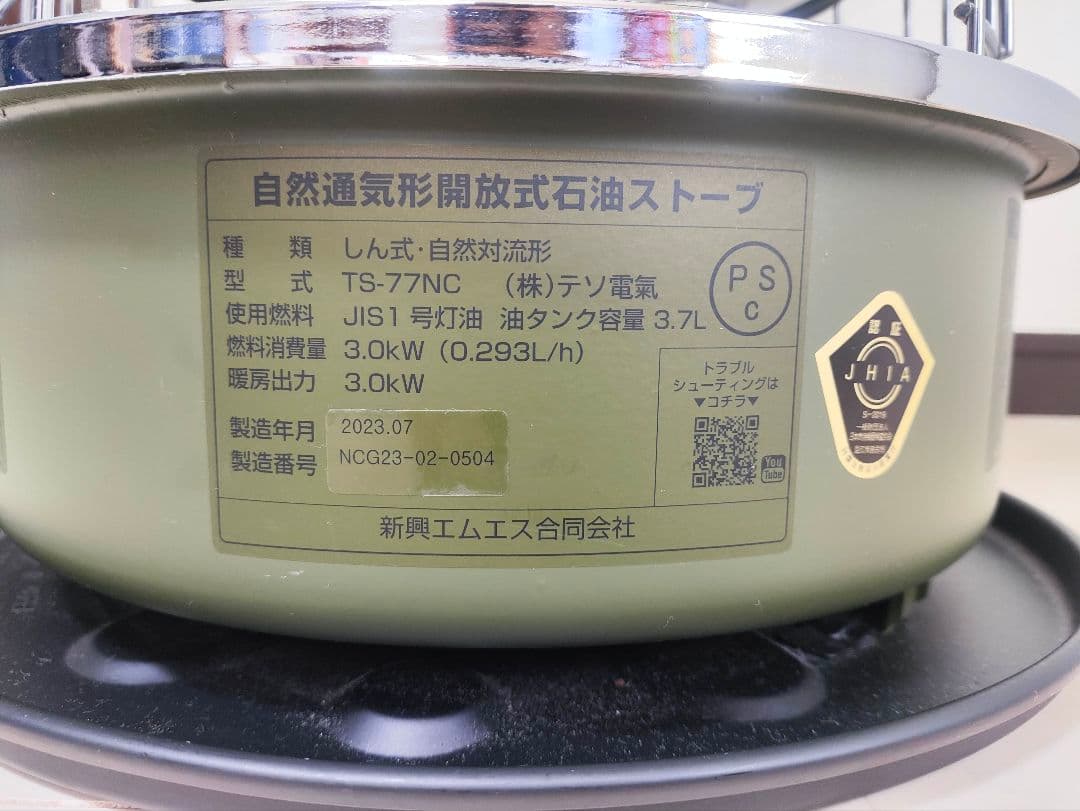 自然通気形開放式石油ストーブ
種 類 しん式・自然対流形
型 式 TS-77NC (株)テソ電氣
使用燃料 JIS1号灯油 油タンク容量 3.7L
燃料消費量 3.0kW (0.293L/h)
暖房出力 3.0kW
PS
C
トラブル
シューティングは
▼コチラ▼
You
Tube
製造年月 2023.07
製造番号 NCG23-02-0504
新興エムエス合同会社
認証
JHIA